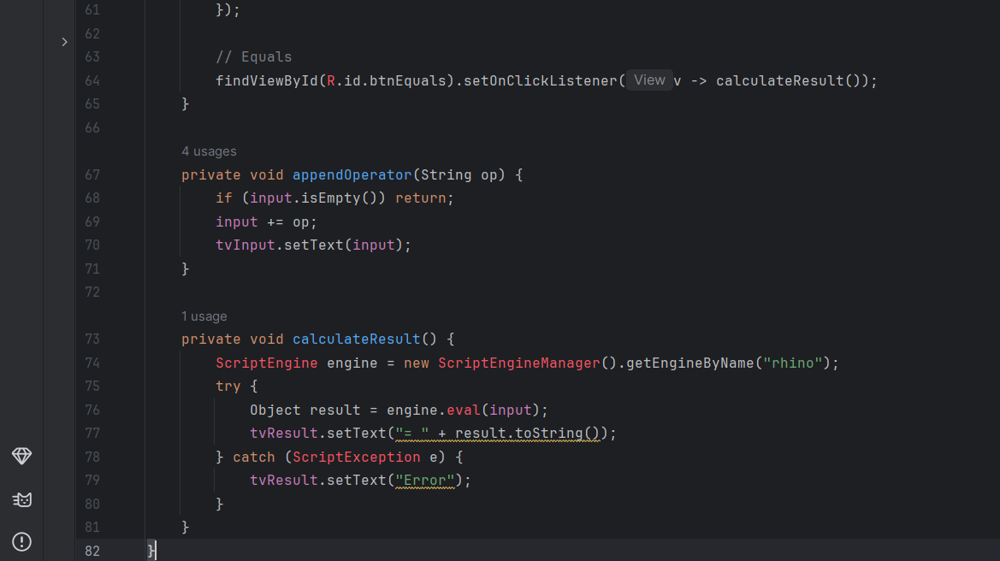 61 });
62
63 // Equals
64 findViewById(R.id.btnEquals).setOnClickListener( View v -> calculateResult());
65 }
66
4 usages
67 private void appendOperator(String op) {
68 if (input.isEmpty()) return;
69 input += op;
70 tvInput.setText(input);
71 }
72
1 usage
73 private void calculateResult() {
74 ScriptEngine engine = new ScriptEngineManager().getEngineByName("rhino");
75 try {
76 Object result = engine.eval(input);
77 tvResult.setText("= " + result.toString());
78 } catch (ScriptException e) {
79 tvResult.setText("Error");
80 }
81 }
82 }